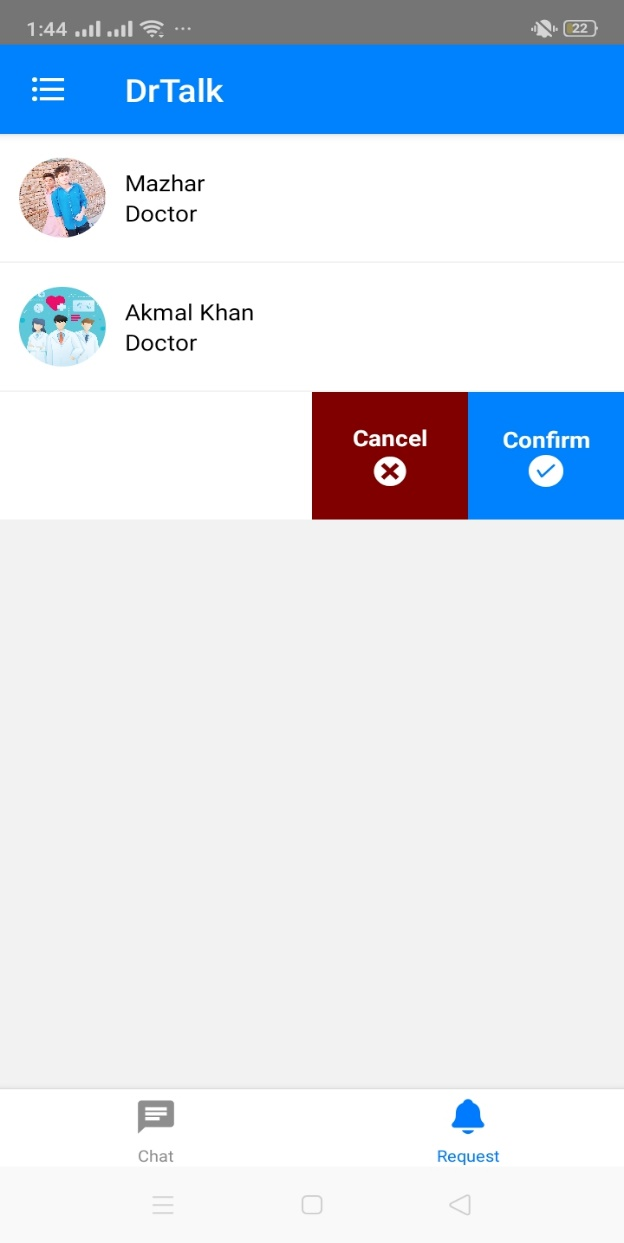 1:44
22
DrTalk
Mazhar
Doctor
Akmal Khan
Doctor
Cancel
Confirm
Chat
Request